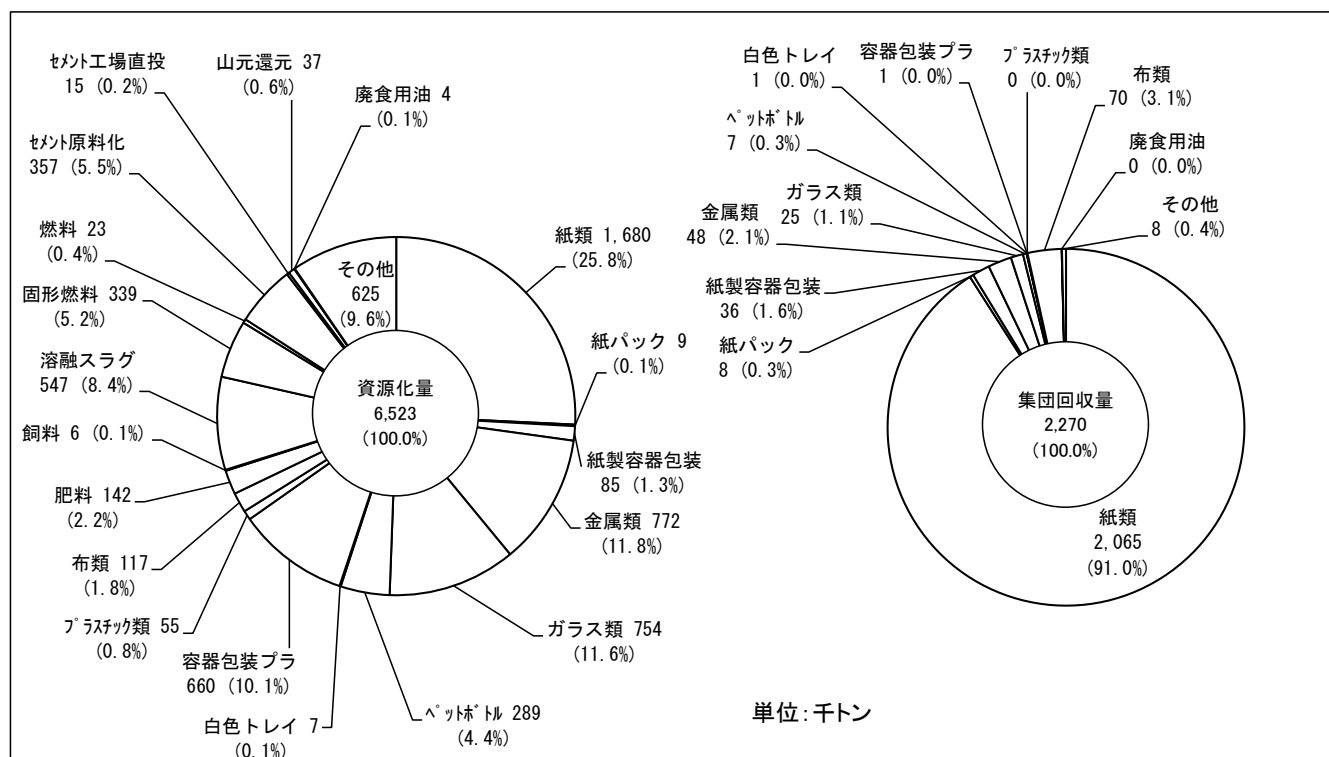 資源化量
6,523
(100.0%)
紙類 1,680
(25.8%)
紙パック 9
(0.1%)
紙製容器包装
85 (1.3%)
金属類 772
(11.8%)
ガラス類 754
(11.6%)
ペットボトル 289
(4.4%)
白色トレイ 7
(0.1%)
容器包装プラ
660 (10.1%)
プラスチック類 55
(0.8%)
布類 117
(1.8%)
肥料 142
(2.2%)
飼料 6 (0.1%)
溶融スラグ
547 (8.4%)
固形燃料 339
(5.2%)
燃料 23
(0.4%)
セメント原料化
357 (5.5%)
セメント工場直投
15 (0.2%)
山元還元 37
(0.6%)
廃食用油 4
(0.1%)
その他
625
(9.6%)
集団回収量
2,270
(100.0%)
紙類
2,065
(91.0%)
紙パック
8 (0.3%)
紙製容器包装
36 (1.6%)
金属類
48 (2.1%)
ガラス類
25 (1.1%)
ペットボトル
7 (0.3%)
白色トレイ
1 (0.0%)
容器包装プラ
1 (0.0%)
プラスチック類
0 (0.0%)
布類
70 (3.1%)
廃食用油
0 (0.0%)
その他
8 (0.4%)
単位:千トン